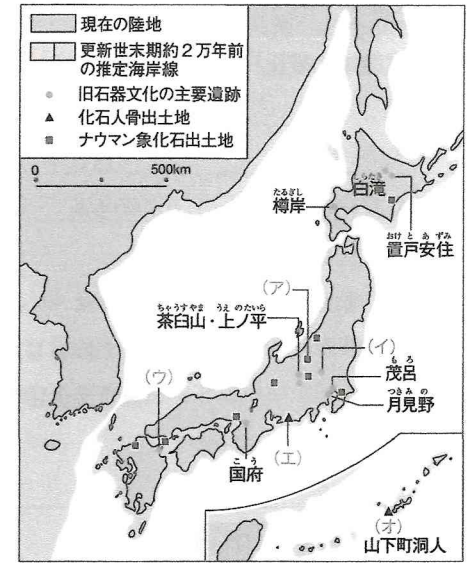 現在の陸地
更新世末期約2万年前
の推定海岸線
旧石器文化の主要遺跡
化石人骨出土地
ナウマン象化石出土地
0 500km
しらたき
白滝
たるぎし
樽岸
おけとあずみ
置戸安住
(ア)
ちゃうすやま うえのたいら
茶臼山・上ノ平
(イ)
もろ
茂呂
(ウ)
つきみの
月見野
(エ)
こう
国府
(オ)
山下町洞人